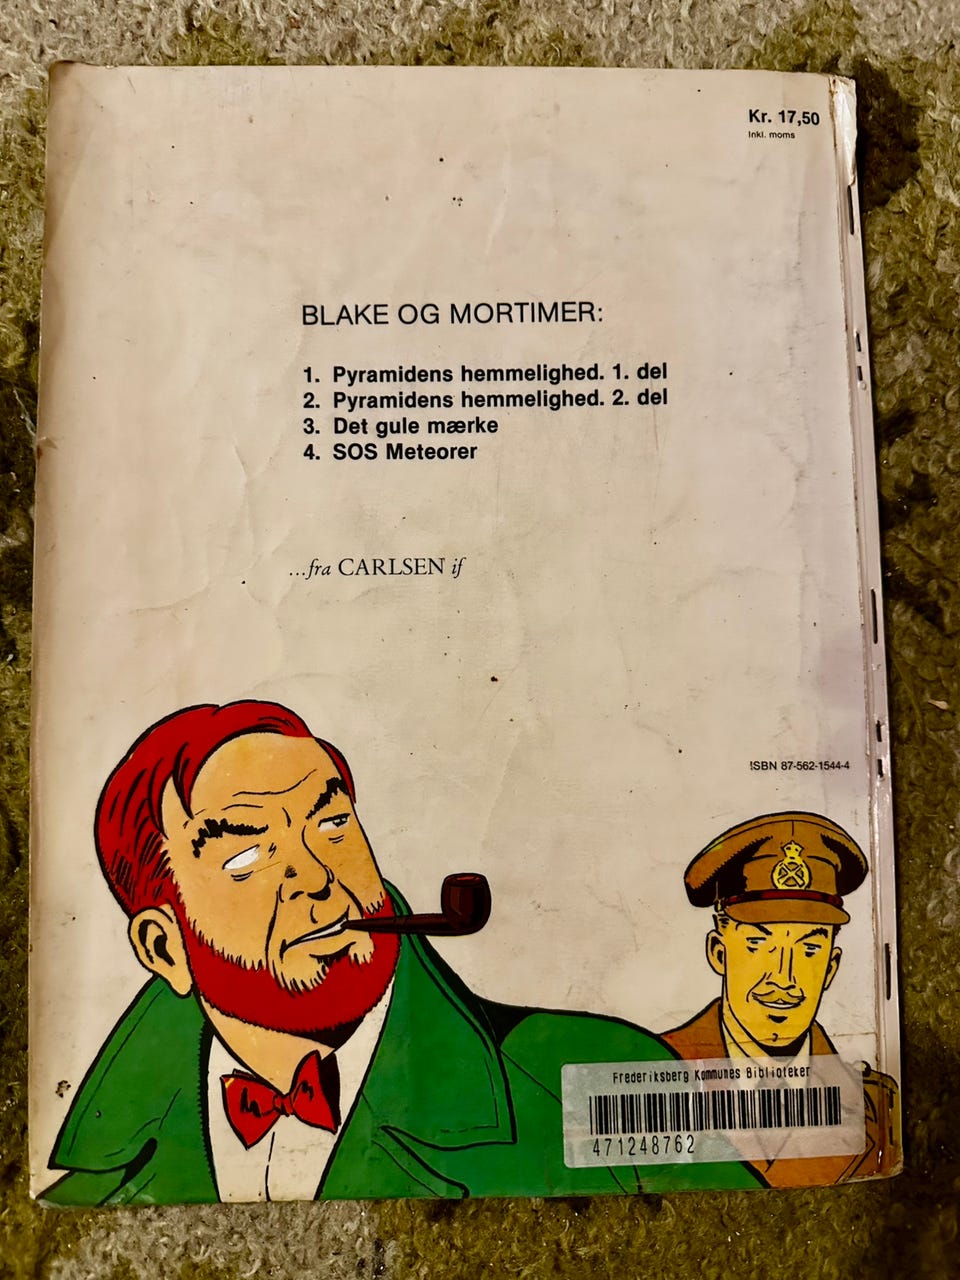 Kr. 17,50
Inkl. moms
BLAKE OG MORTIMER:
1. Pyramidens hemmelighed. 1. del
2. Pyramidens hemmelighed. 2. del
3. Det gule mærke
4. SOS Meteorer
...fra CARLSEN if
ISBN 87-562-1544-4
Frederiksberg Kommunes Biblioteker
471248762